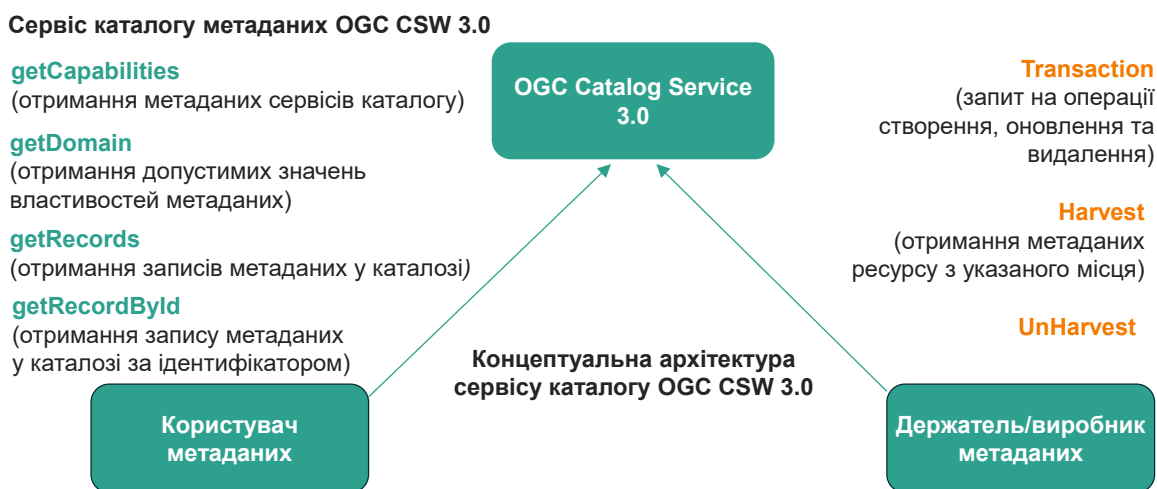 Сервіс каталогу метаданих OGC CSW 3.0
getCapabilities
(отримання метаданих сервісів каталогу)
getDomain
(отримання допустимих значень
властивостей метаданих)
getRecords
(отримання записів метаданих у каталозі)
getRecordById
(отримання запису метаданих
у каталозі за ідентифікатором)
OGC Catalog Service
3.0
Transaction
(запит на операції
створення, оновлення та
видалення)
Harvest
(отримання метаданих
ресурсу з указаного місця)
UnHarvest
Концептуальна архітектура
сервісу каталогу OGC CSW 3.0
Користувач
метаданих
Держатель/виробник
метаданих